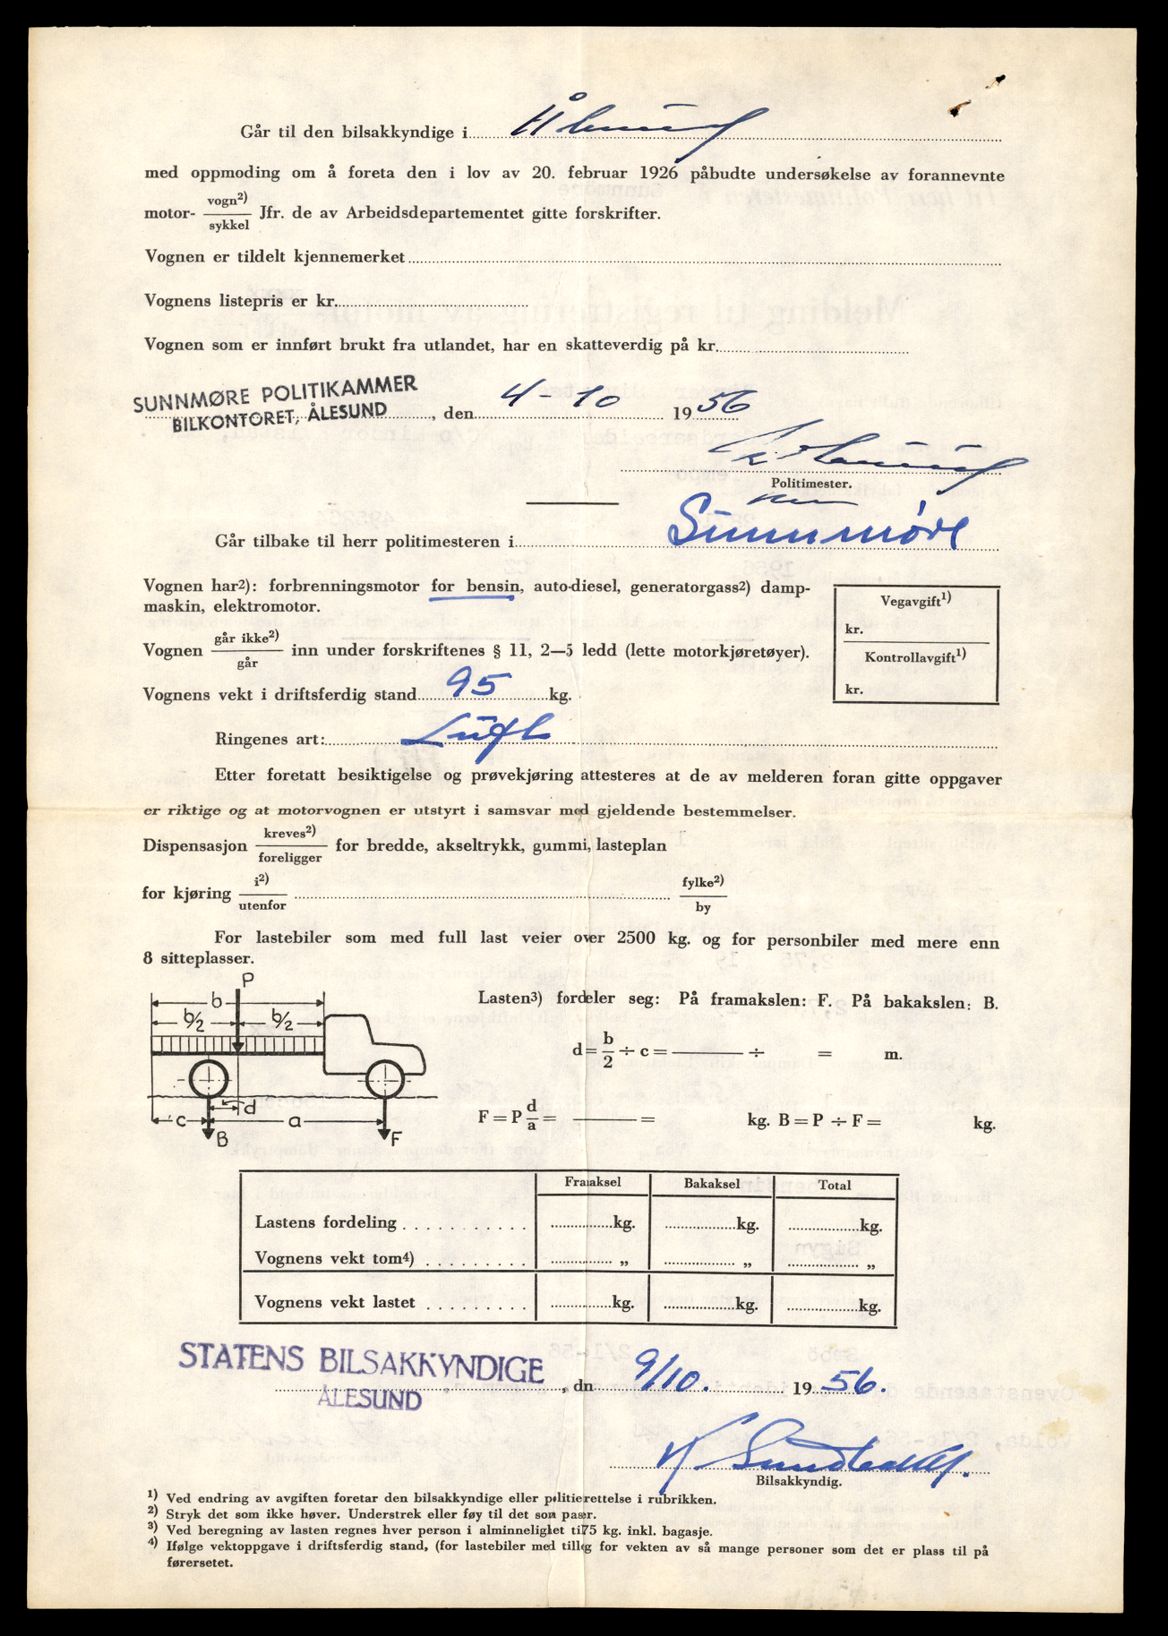 Går til den bilsakkyndige i Ålesund
med oppmoding om å foreta den i lov av 20. februar 1926 påbudte undersøkelse av forannevnte
motor- vogn2)/sykkel Jfr. de av Arbeidsdepartementet gitte forskrifter.
Vognen er tildelt kjennemerket
Vognens listepris er kr.
Vognen som er innført brukt fra utlandet, har en skatteverdig på kr.
SUNNMØRE POLITIKAMMER
BILKONTORET, ÅLESUND, den 4-10 1956
Politimester.
Går tilbake til herr politimesteren i Sunnmøre
Vognen har2): forbrenningsmotor for bensin, auto-diesel, generatorgass2) damp-
maskin, elektromotor.
Vegavgift1)
kr.
Kontrollavgift1)
kr.
Vognen går ikke2)/går inn under forskriftenes § 11, 2—5 ledd (lette motorkjøretøyer).
Vognens vekt i driftsferdig stand 95 kg.
Ringenes art: Luft
Etter foretatt besiktigelse og prøvekjøring attesteres at de av melderen foran gitte oppgaver
er riktige og at motorvognen er utstyrt i samsvar med gjeldende bestemmelser.
Dispensasjon kreves2)/foreligger for bredde, akseltrykk, gummi, lasteplan
for kjøring i2)/utenfor fylke2)/by
For lastebiler som med full last veier over 2500 kg. og for personbiler med mere enn
8 sitteplasser.
P
b
b/2 b/2
d
c a
B F
Lasten3) fordeler seg: På framakslen: F. På bakakslen: B.
d = b/2 ÷ c = ——— ÷ = m.
F = P d/a = ——— = kg. B = P ÷ F = kg.
Framaksel Bakaksel Total
Lastens fordeling . . . . . . . . . . . kg. kg. kg.
Vognens vekt tom4) . . . . . . . . . „ „ „
Vognens vekt lastet . . . . . . . . . kg. kg. kg.
STATENS BILSAKKYNDIGE
ÅLESUND, dn 9/10. 1956.
Bilsakkyndig.
1) Ved endring av avgiften foretar den bilsakkyndige eller politiet rettelse i rubrikken.
2) Stryk det som ikke høver. Understrek eller føy til det som passer.
3) Ved beregning av lasten regnes hver person i alminnelighet til 75 kg. inkl. bagasje.
4) Ifølge vektoppgave i driftsferdig stand, (for lastebiler med tillegg for vekten av så mange personer som det er plass til på
førersetet.